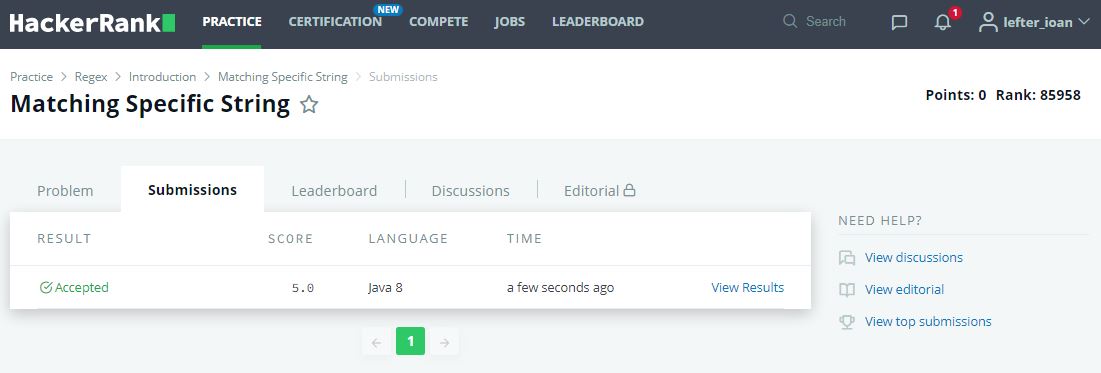 HackerRank PRACTICE CERTIFICATION NEW COMPETE JOBS LEADERBOARD Search 1 lefter_ioan
Practice > Regex > Introduction > Matching Specific String > Submissions
Matching Specific String
Points: 0 Rank: 85958
Problem Submissions Leaderboard Discussions Editorial
RESULT SCORE LANGUAGE TIME
Accepted 5.0 Java 8 a few seconds ago View Results
1
NEED HELP?
View discussions
View editorial
View top submissions